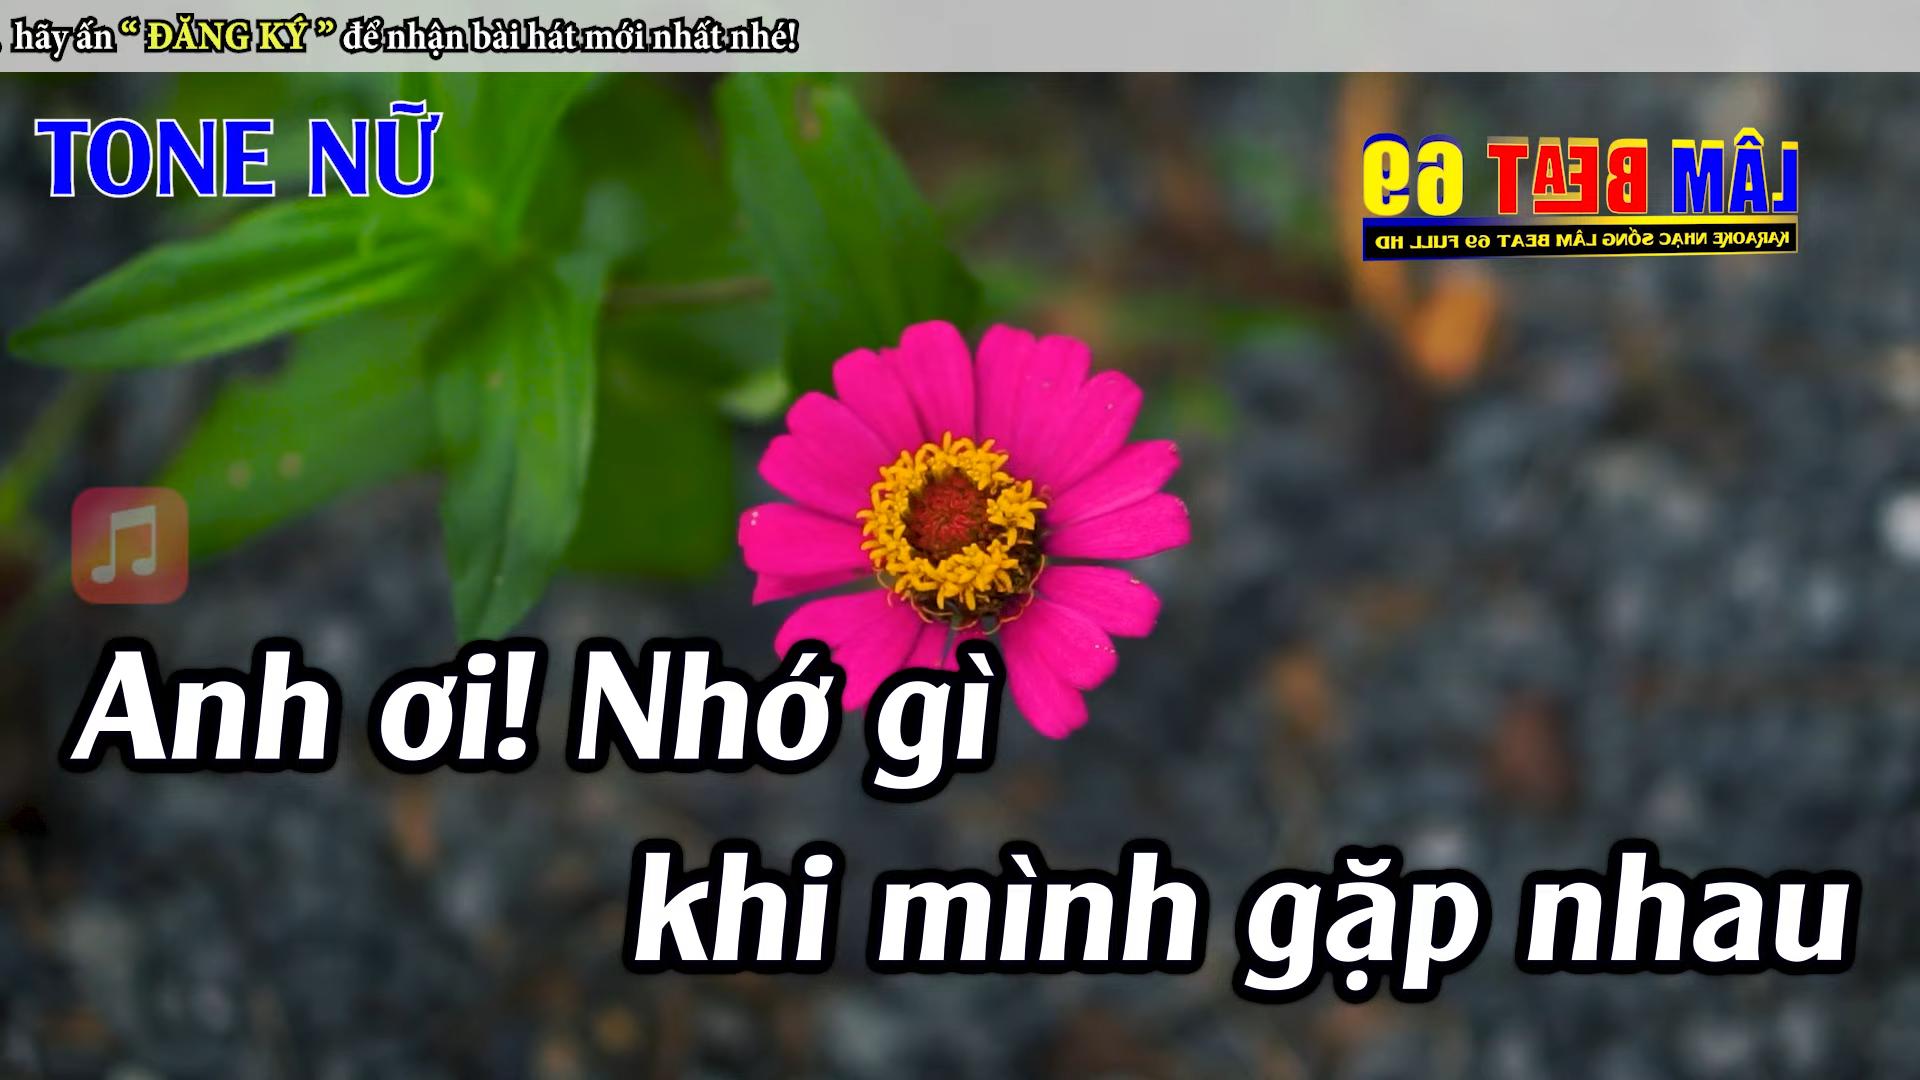 hãy ấn “ ĐĂNG KÝ ” để nhận bài hát mới nhất nhé!
TONE NỮ
LÂM BEAT 69
KARAOKE NHẠC SỐNG LÂM BEAT 69 FULL HD
Anh ơi! Nhớ gì
khi mình gặp nhau